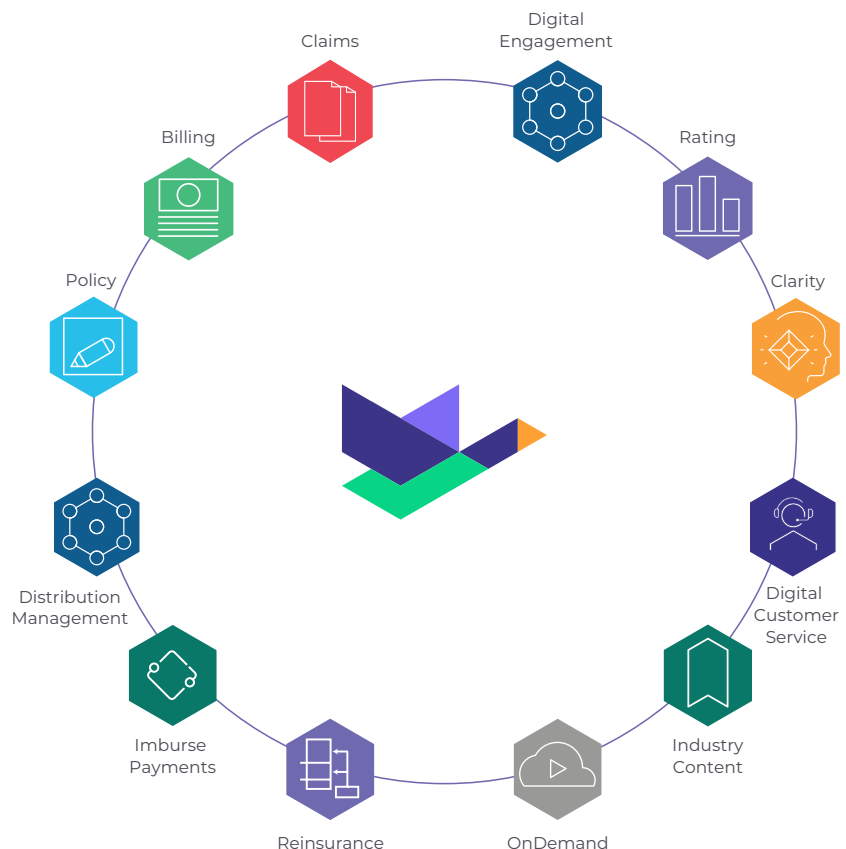 Digital
Engagement
Claims
Rating
Billing
Clarity
Policy
Digital
Customer
Service
Distribution
Management
Industry
Content
Imburse
Payments
OnDemand
Reinsurance